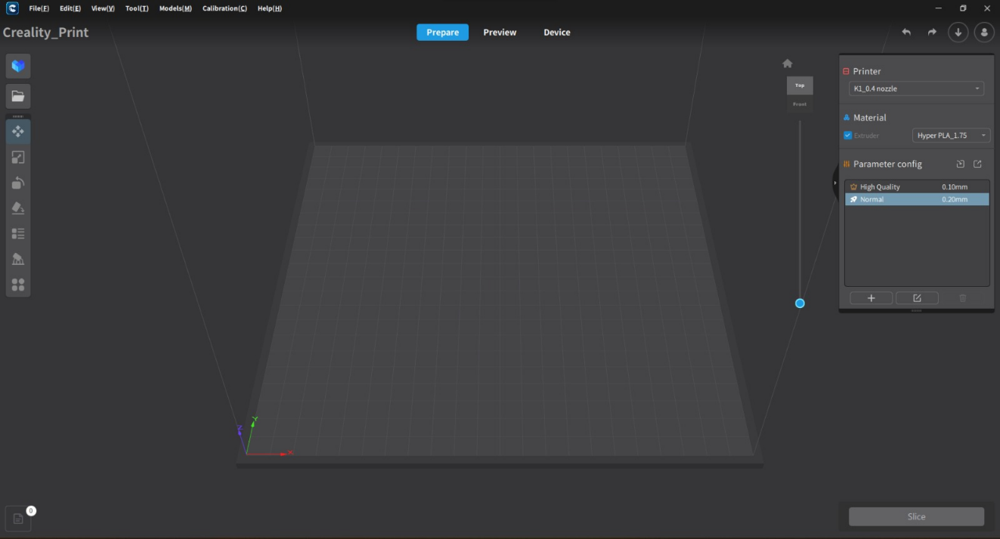 File(F) Edit(E) View(V) Tool(T) Models(M) Calibration(C) Help(H)
Creality_Print
Prepare Preview Device
Top
Front
Printer
K1_0.4 nozzle
Material
Extruder Hyper PLA_1.75
Parameter config
High Quality 0.10mm
Normal 0.20mm
Z
Y
X
0
Slice